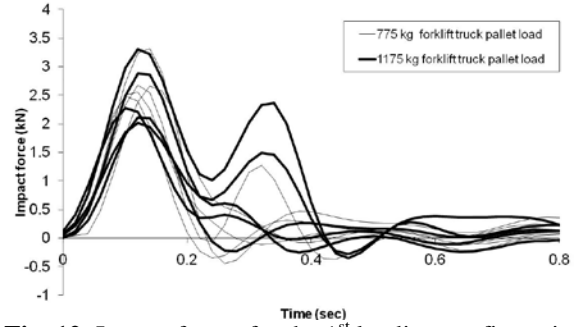 4
3.5
3
2.5
2
1.5
1
0.5
0
-0.5
-1
Impact force (kN)
775 kg forklift truck pallet load
1175 kg forklift truck pallet load
0 0.2 0.4 0.6 0.8
Time (sec)